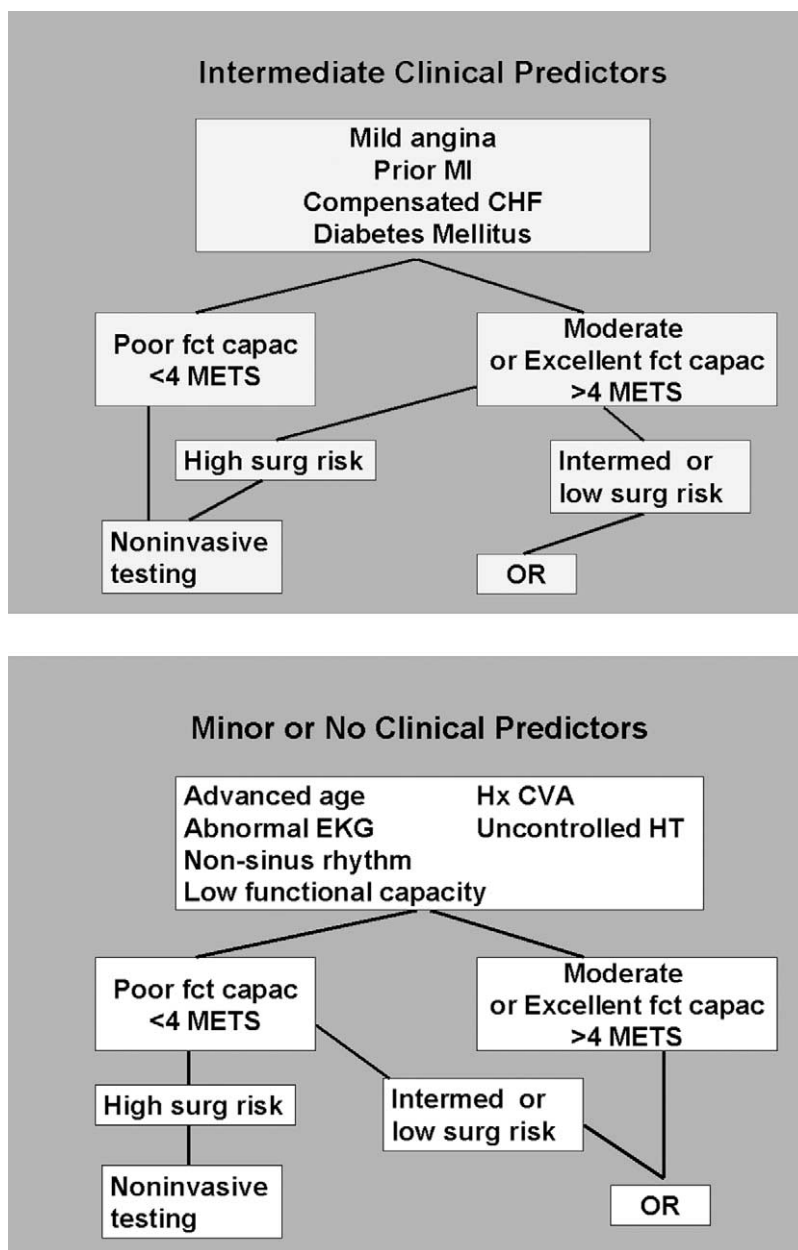 Intermediate Clinical Predictors
Mild angina
Prior MI
Compensated CHF
Diabetes Mellitus
Poor fct capac
<4 METS
Moderate
or Excellent fct capac
>4 METS
High surg risk
Intermed or
low surg risk
Noninvasive
testing
OR
Minor or No Clinical Predictors
Advanced age
Hx CVA
Abnormal EKG
Uncontrolled HT
Non-sinus rhythm
Low functional capacity
Poor fct capac
<4 METS
Moderate
or Excellent fct capac
>4 METS
High surg risk
Intermed or
low surg risk
Noninvasive
testing
OR